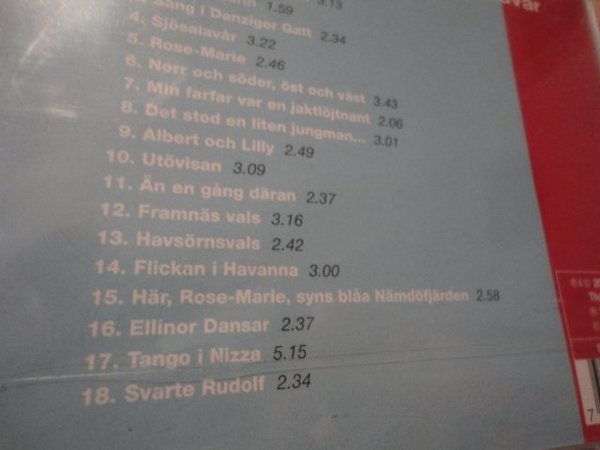 3.13
1.59
Sång i Danziger Gatt 2.34
4. Sjösalavår 3.22
5. Rose-Marie 2.46
6. Norr och söder, öst och väst 3.43
7. Min farfar var en jaktlöjtnant 2.06
8. Det stod en liten jungman... 3.01
9. Albert och Lilly 2.49
10. Utövisan 3.09
11. Än en gång däran 2.37
12. Framnäs vals 3.16
13. Havsörnsvals 2.42
14. Flickan i Havanna 3.00
15. Här, Rose-Marie, syns blåa Nämdöfjärden 2.58
16. Ellinor Dansar 2.37
17. Tango i Nizza 5.15
18. Svarte Rudolf 2.34